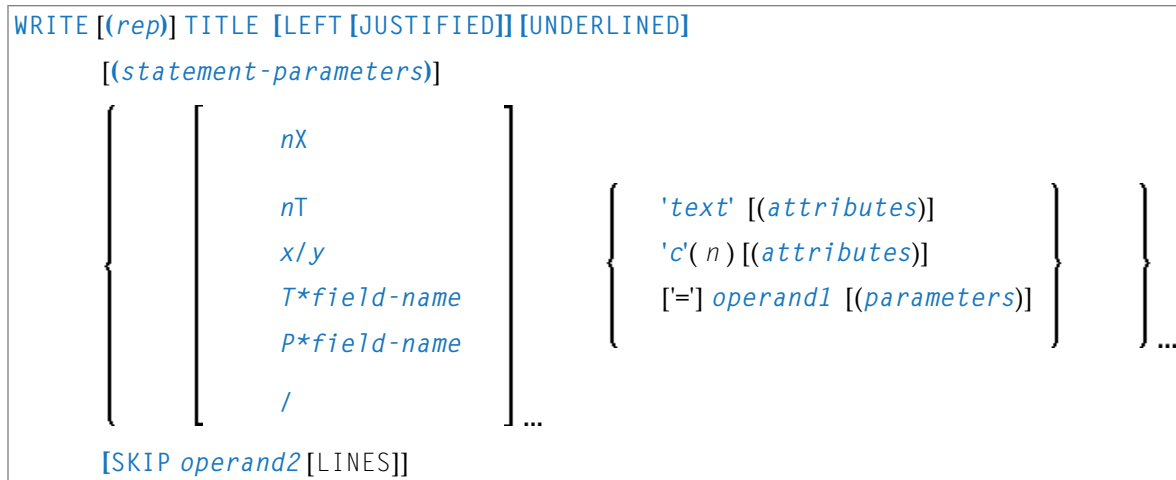 WRITE [(rep)] TITLE [LEFT [JUSTIFIED]] [UNDERLINED]
[(statement-parameters)]
nX
nT
'text' [(attributes)]
x/y
'c'( n ) [(attributes)]
T*field-name
['='] operand1 [(parameters)]
P*field-name
...
/
...
[SKIP operand2 [LINES]]